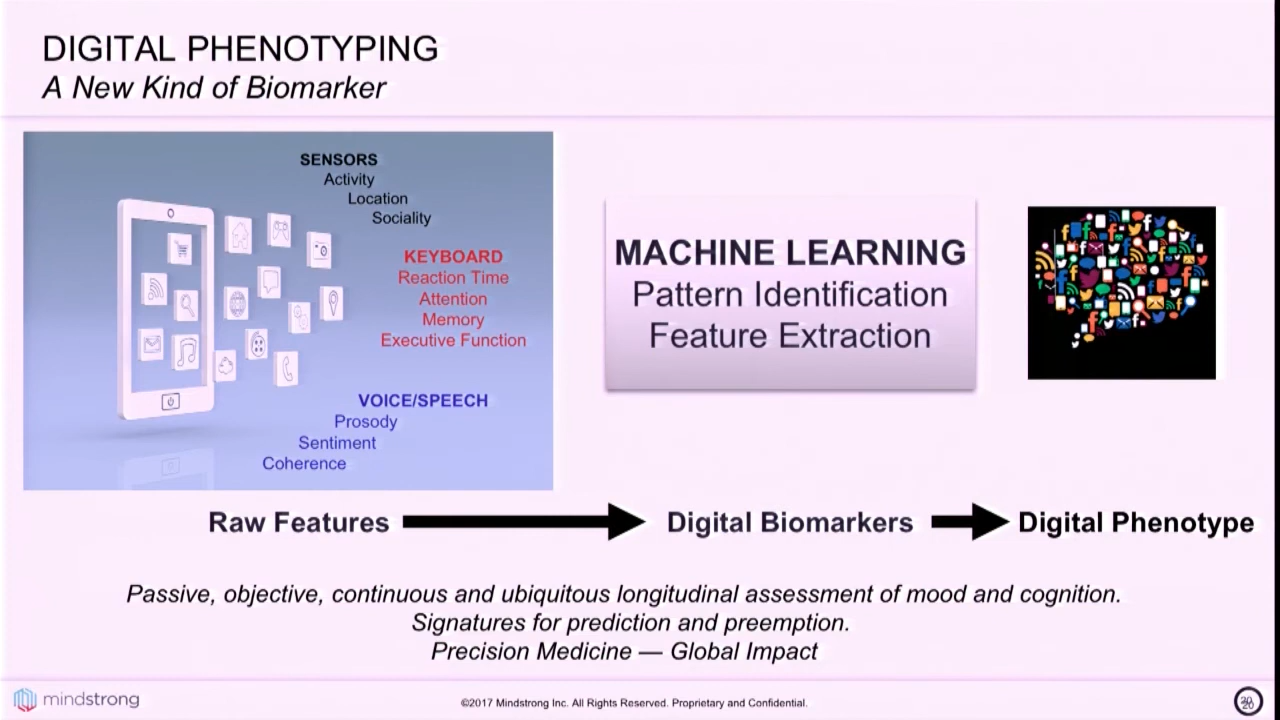 DIGITAL PHENOTYPING
A New Kind of Biomarker
SENSORS
Activity
Location
Sociality
KEYBOARD
Reaction Time
Attention
Memory
Executive Function
VOICE/SPEECH
Prosody
Sentiment
Coherence
MACHINE LEARNING
Pattern Identification
Feature Extraction
Raw Features
Digital Biomarkers
Digital Phenotype
Passive, objective, continuous and ubiquitous longitudinal assessment of mood and cognition.
Signatures for prediction and preemption.
Precision Medicine — Global Impact
mindstrong
©2017 Mindstrong Inc. All Rights Reserved. Proprietary and Confidential.